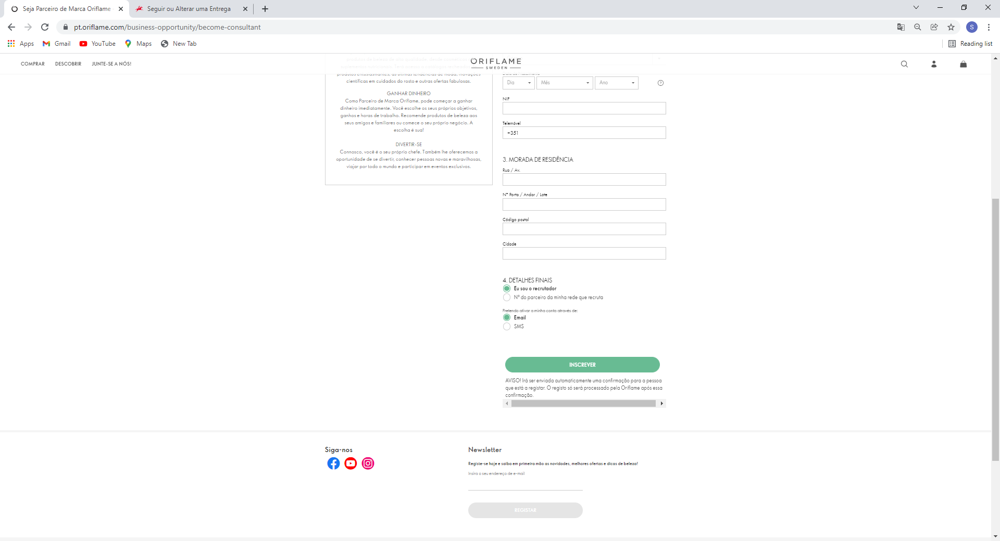 Seja Parceiro de Marca Oriflame
Seguir ou Alterar uma Entrega
pt.oriflame.com/business-opportunity/become-consultant
S
Apps
Gmail
YouTube
Maps
New Tab
Reading list
COMPRAR
DESCOBRIR
JUNTE-SE A NÓS!
ORIFLAME
SWEDEN
produtos entusiasmantes, as últimas tendências de moda, inovações
científicas em cuidados do rosto e outras ofertas fabulosas.
GANHAR DINHEIRO
Como Parceiro de Marca Oriflame, pode começar a ganhar
dinheiro imediatamente. Você escolhe os seus próprios objetivos,
ganhos e horas de trabalho. Recomende produtos de beleza aos
seus amigos e familiares ou comece o seu próprio negócio. A
escolha é sua!
DIVERTIR-SE
Connosco, você é o seu próprio chefe. Também lhe oferecemos a
oportunidade de se divertir, conhecer pessoas novas e maravilhosas,
viajar por todo o mundo e participar em eventos exclusivos.
Dia
Mês
Ano
?
NIF
Telemóvel
+351
3. MORADA DE RESIDÊNCIA
Rua / Av.
Nº Porta / Andar / Lote
Código postal
Cidade
4. DETALHES FINAIS
Eu sou o recrutador
Nº do parceiro da minha rede que recruta
Pretendo ativar a minha conta através de:
Email
SMS
INSCREVER
AVISO! Irá ser enviada automaticamente uma confirmação para a pessoa
que está a registar. O registo só será processado pela Oriflame após essa
confirmação.
Siga-nos
Newsletter
Registe-se hoje e saiba em primeira mão as novidades, melhores ofertas e dicas de beleza!
Insira o seu endereço de e-mail
REGISTAR